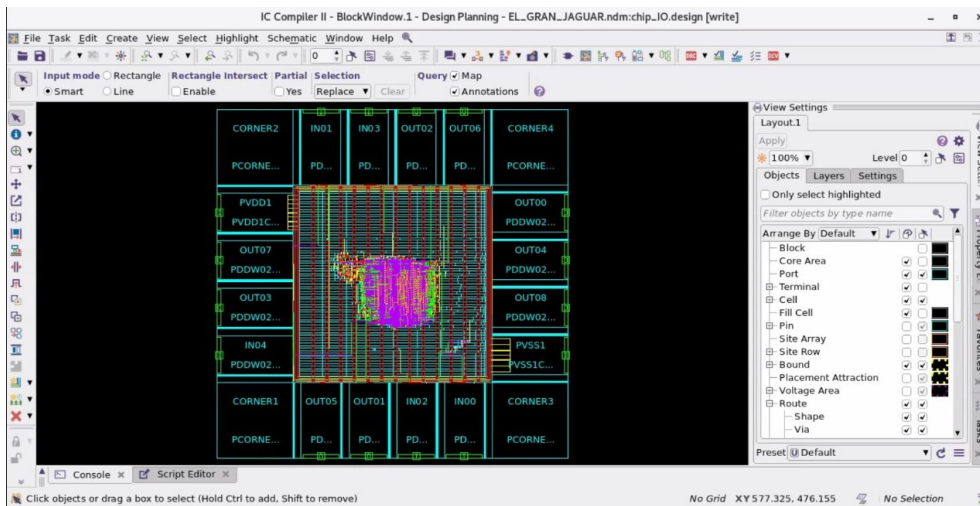 IC Compiler II - BlockWindow.1 - Design Planning - EL_GRAN_JAGUAR.ndm:chip_IO.design [write]
File Task Edit Create View Select Highlight Schematic Window Help
0
Input mode Rectangle Rectangle Intersect Partial Selection Query Map
Smart Line Enable Yes Replace Clear Annotations
View Settings
Layout.1
Apply
100% Level 0
Objects Layers Settings
Only select highlighted
Filter objects by type name
Arrange By Default
Block
Core Area
Port
Terminal
Cell
Fill Cell
Pin
Site Array
Site Row
Bound
Placement Attraction
Voltage Area
Route
Shape
Via
Preset Default
CORNER2 IN01 IN03 OUT02 OUT06 CORNER4
PCORNE... PD... PD... PD... PD... PCORNE...
PVDD1 OUT00
PVDD1C... PDDW02...
OUT07 OUT04
PDDW02... PDDW02...
OUT03 OUT08
PDDW02... PDDW02...
IN04 PVSS1
PDDW02... PVSS1C...
CORNER1 OUT05 OUT01 IN02 IN00 CORNER3
PCORNE... PD... PD... PD... PD... PCORNE...
Console Script Editor
Click objects or drag a box to select (Hold Ctrl to add, Shift to remove) No Grid XY 577.325, 476.155 No Selection